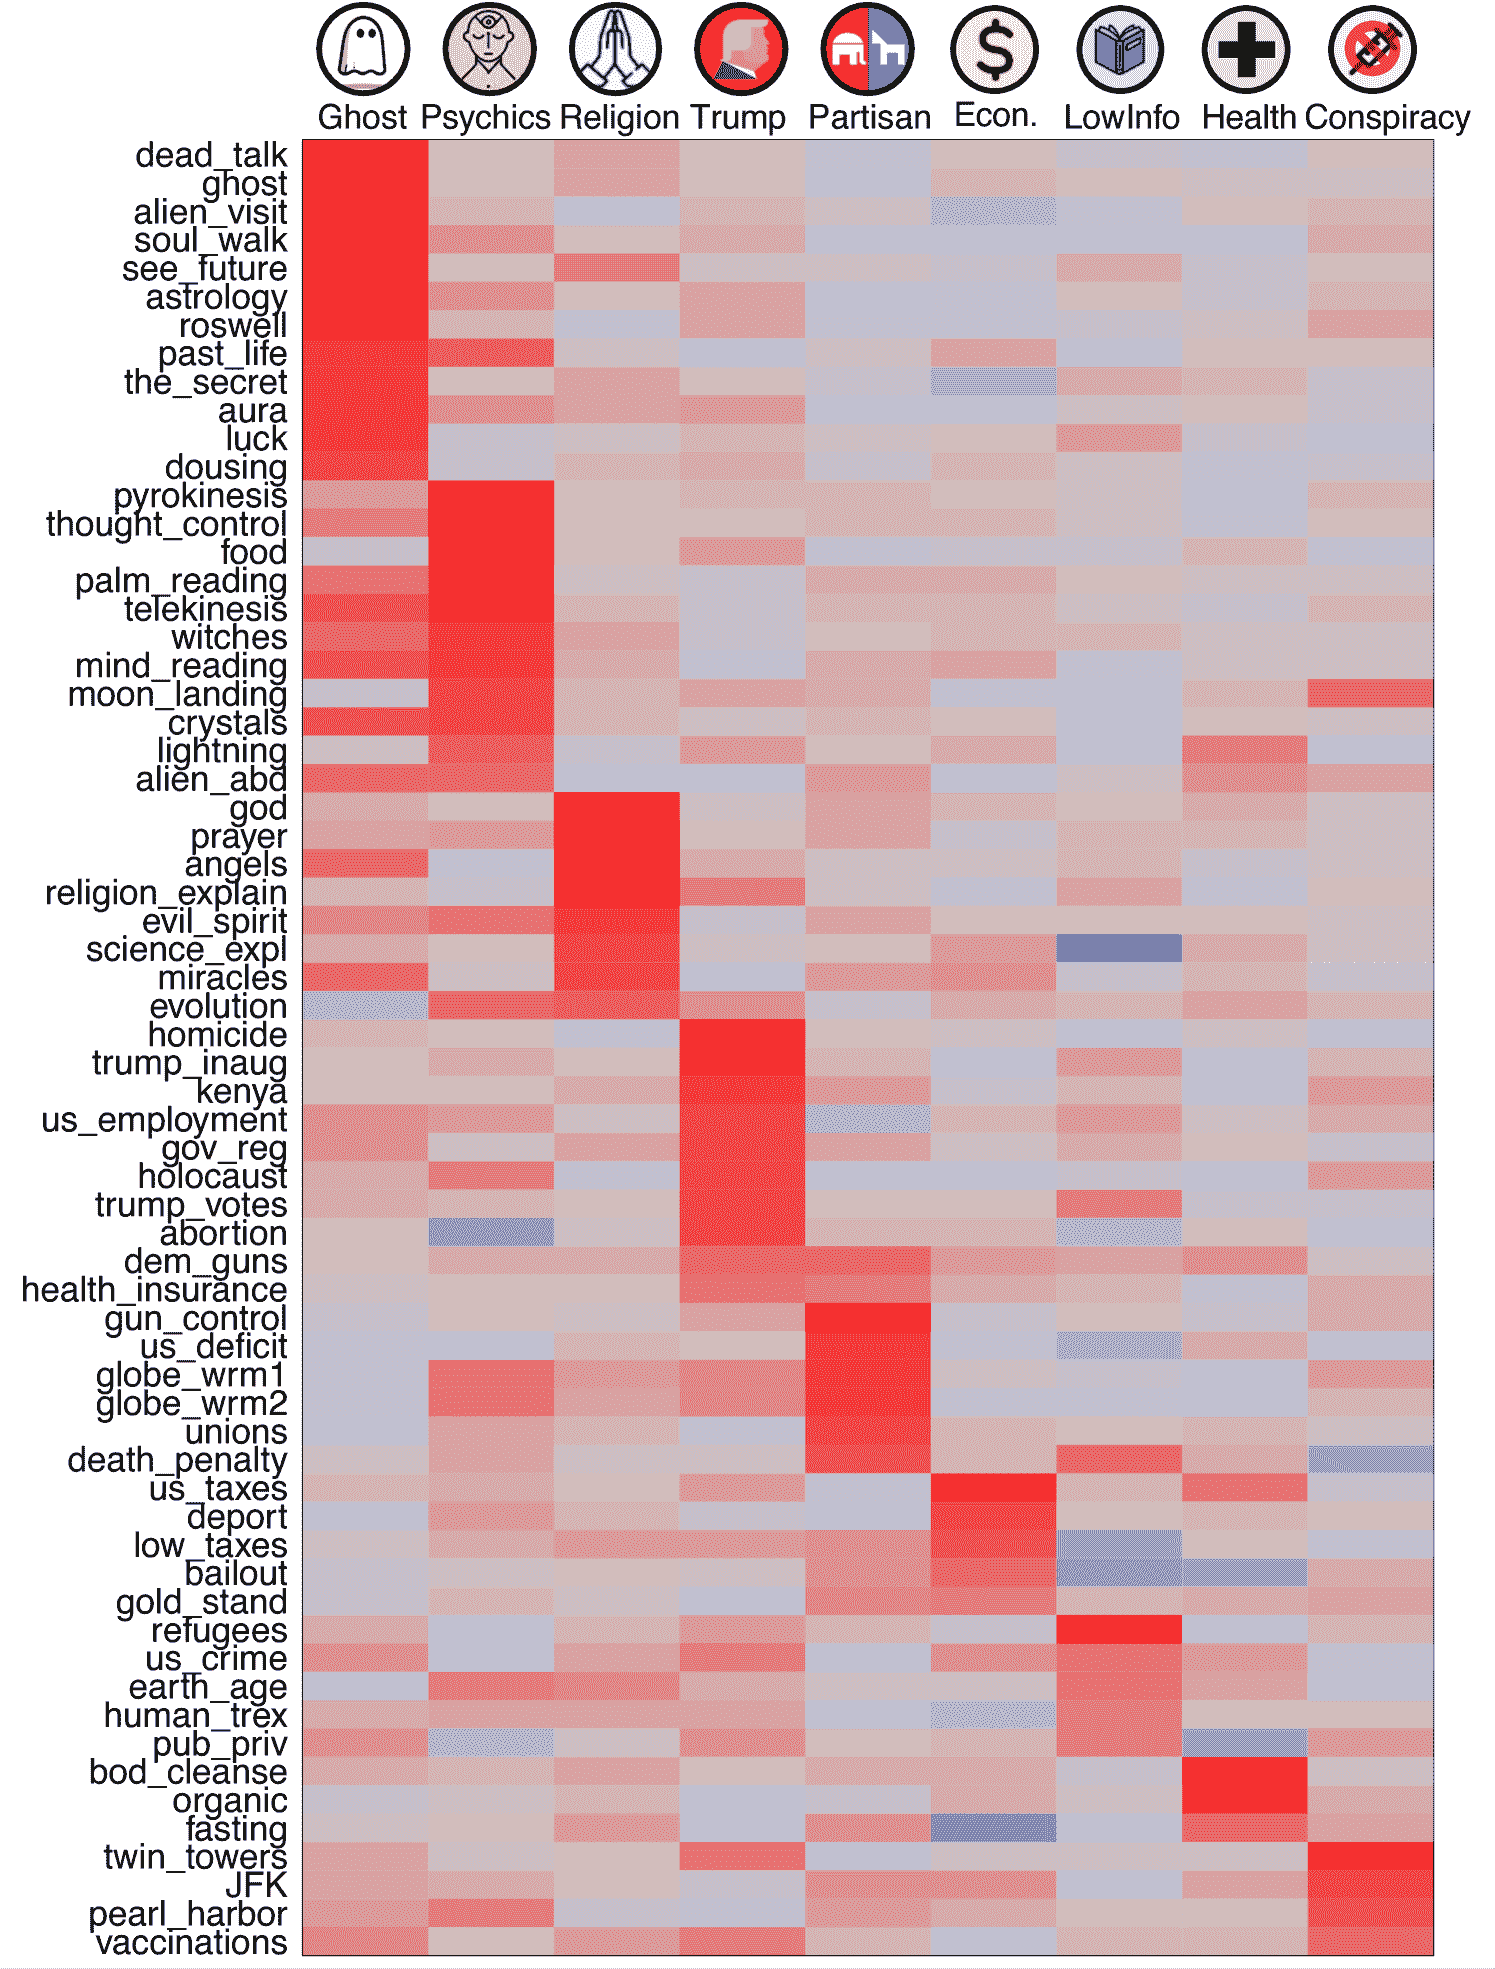 Ghost Psychics Religion Trump Partisan Econ. LowInfo Health Conspiracy
dead_talk
ghost
alien_visit
soul_walk
see_future
astrology
roswell
past_life
the_secret
aura
luck
dousing
pyrokinesis
thought_control
food
palm_reading
telekinesis
witches
mind_reading
moon_landing
crystals
lightning
alien_abd
god
prayer
angels
religion_explain
evil_spirit
science_expl
miracles
evolution
homicide
trump_inaug
kenya
us_employment
gov_reg
holocaust
trump_votes
abortion
dem_guns
health_insurance
gun_control
us_deficit
globe_wrm1
globe_wrm2
unions
death_penalty
us_taxes
deport
low_taxes
bailout
gold_stand
refugees
us_crime
earth_age
human_trex
pub_priv
bod_cleanse
organic
fasting
twin_towers
JFK
pearl_harbor
vaccinations